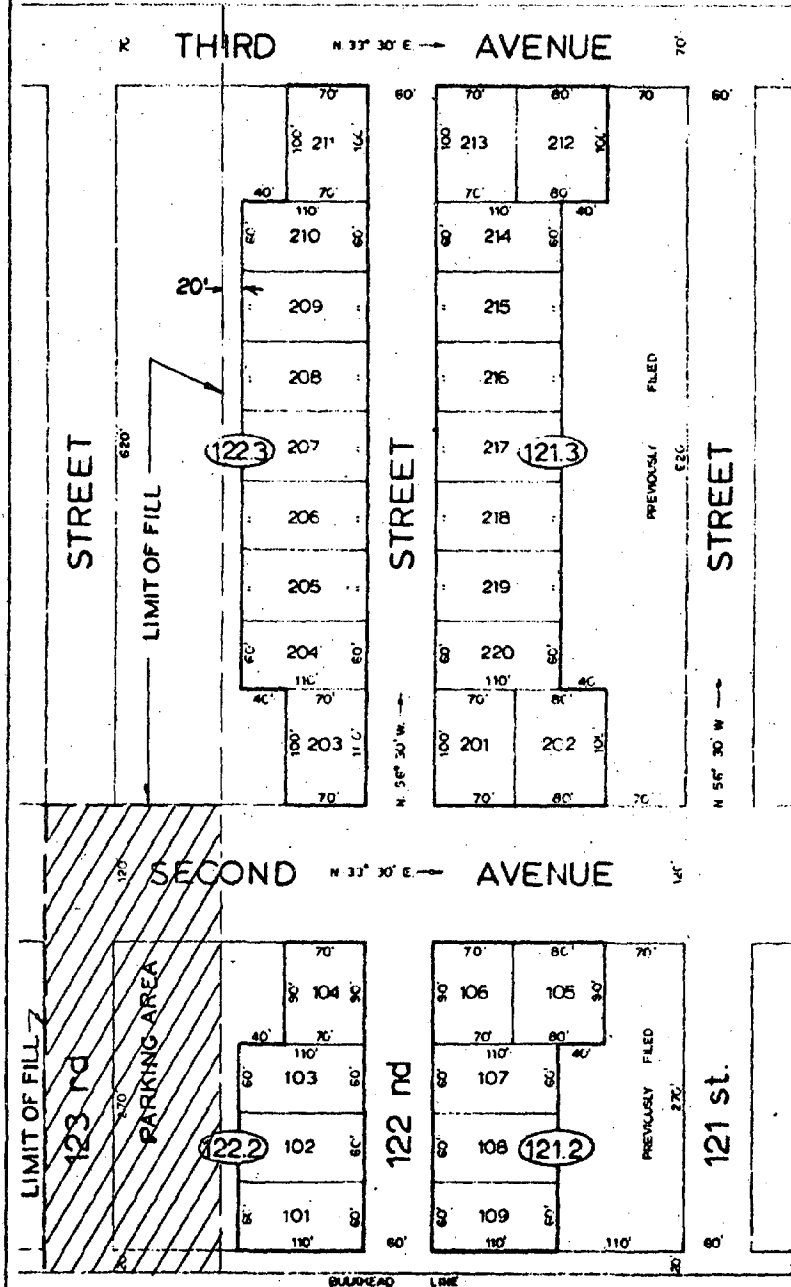 THIRD N. 33° 30' E. AVENUE 70'
70' 60' 70' 80' 70 60'
100' 211 100' 100' 213 212 100'
40' 70' 70' 80'
110' 110' 40'
60' 210 60' 60' 214 60'
20'
209 215
208 216
620' 122.3 207 217 121.3
206 218
205 219
60' 204 60' 60' 220 60'
110' 110'
40' 70' 70' 80' 40'
100' 203 201 202
70' 70' 80' 70'
STREET
LIMIT OF FILL
STREET
PREVIOUSLY FILED
STREET
N. 56° 30' W.
N 56° 30' W
120' SECOND N 33° 30' E. AVENUE
70' 70' 80' 70'
90' 104 90' 90' 106 105 90'
40' 70' 70' 80'
110' 110' 40'
60' 103 60' 60' 107 60'
122.2 102 60' 60' 108 121.2
60' 101 60' 60' 109 60'
110' 60' 110' 110' 60'
LIMIT OF FILL
123 rd
270'
PARKING AREA
122 nd
PREVIOUSLY FILED
270'
121 st.
20'
BULKHEAD LINE